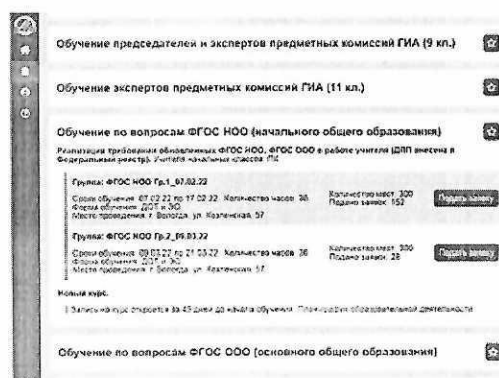 Обучение председателей и экспертов предметных комиссий ГИА (9 кл.)
Обучение экспертов предметных комиссий ГИА (11 кл.)
Обучение по вопросам ФГОС НОО (начального общего образования)
Реализация требований обновленных ФГОС НОО, ФГОС ООО в работе учителя (ДПП внесена в
Федеральный реестр). Учителя начальных классов. ПК
Группа: ФГОС НОО Гр.1_07.02.22
Сроки обучения: 07.02.22 по 17.02.22 Количество часов: 36 Количество мест: 300
Форма обучения: ДОТ и ЭО Подано заявок: 152 Подать заявку
Место проведения: г. Вологда, ул. Козленская, 57
Группа: ФГОС НОО Гр.2_09.03.22
Сроки обучения: 09.03.22 по 21.03.22 Количество часов: 36 Количество мест: 300
Форма обучения: ДОТ и ЭО Подано заявок: 28 Подать заявку
Место проведения: г. Вологда, ул. Козленская, 57
Новый курс.
Запись на курс откроется за 45 дней до начала обучения. образовательной деятельности
Обучение по вопросам ФГОС ООО (основного общего образования)